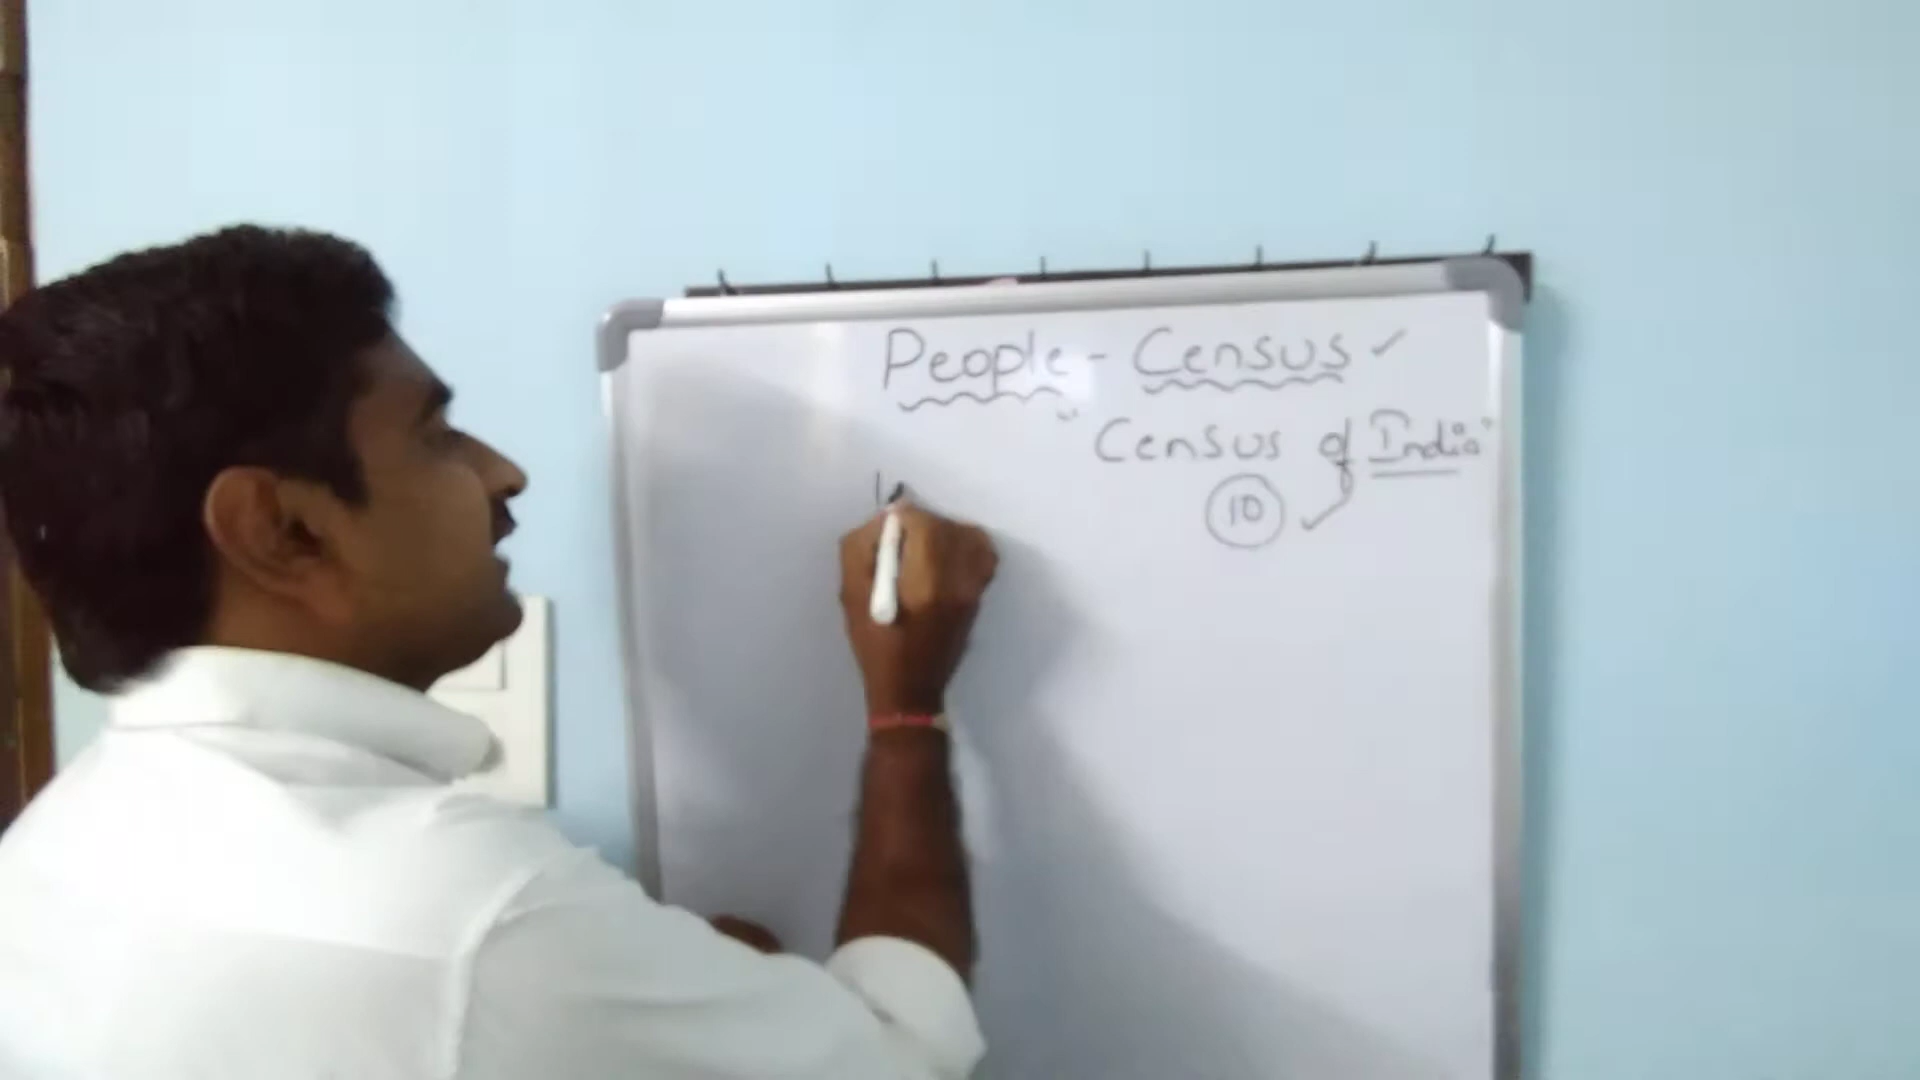 People - Census ✓
"Census of India"
10 ✓